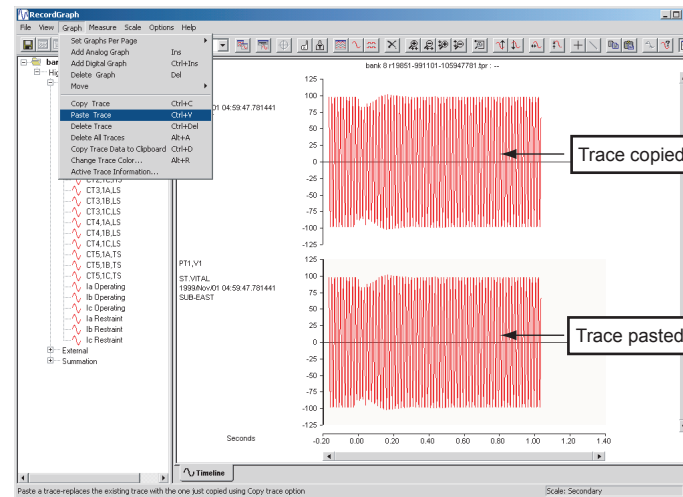 RecordGraph
File View Graph Measure Scale Options Help
Set Graphs Per Page
Add Analog Graph Ins
Add Digital Graph Ctrl+Ins
Delete Graph Del
Move
Copy Trace Ctrl+C
Paste Trace Ctrl+V
Delete Trace Ctrl+Del
Delete All Traces Alt+A
Copy Trace Data to Clipboard Ctrl+D
Change Trace Color... Alt+R
Active Trace Information...
CT3,1A,LS
CT3,1B,LS
CT3,1C,LS
CT4,1A,LS
CT4,1B,LS
CT4,1C,LS
CT5,1A,TS
CT5,1B,TS
CT5,1C,TS
Ia Operating
Ib Operating
Ic Operating
Ia Restraint
Ib Restraint
Ic Restraint
External
Summation
bank 8 r19851-991101-105947781.tpr : --
01 04:59:47.781441
125
100
75
50
25
0
-25
-50
-75
-100
-125
Trace copied
PT1,V1
ST.VITAL
1999/Nov/01 04:59:47.781441
SUB-EAST
125
100
75
50
25
0
-25
-50
-75
-100
-125
Trace pasted
Seconds
-0.20 0.00 0.20 0.40 0.60 0.80 1.00 1.20 1.40
Timeline
Paste a trace-replaces the existing trace with the one just copied using Copy trace option
Scale: Secondary